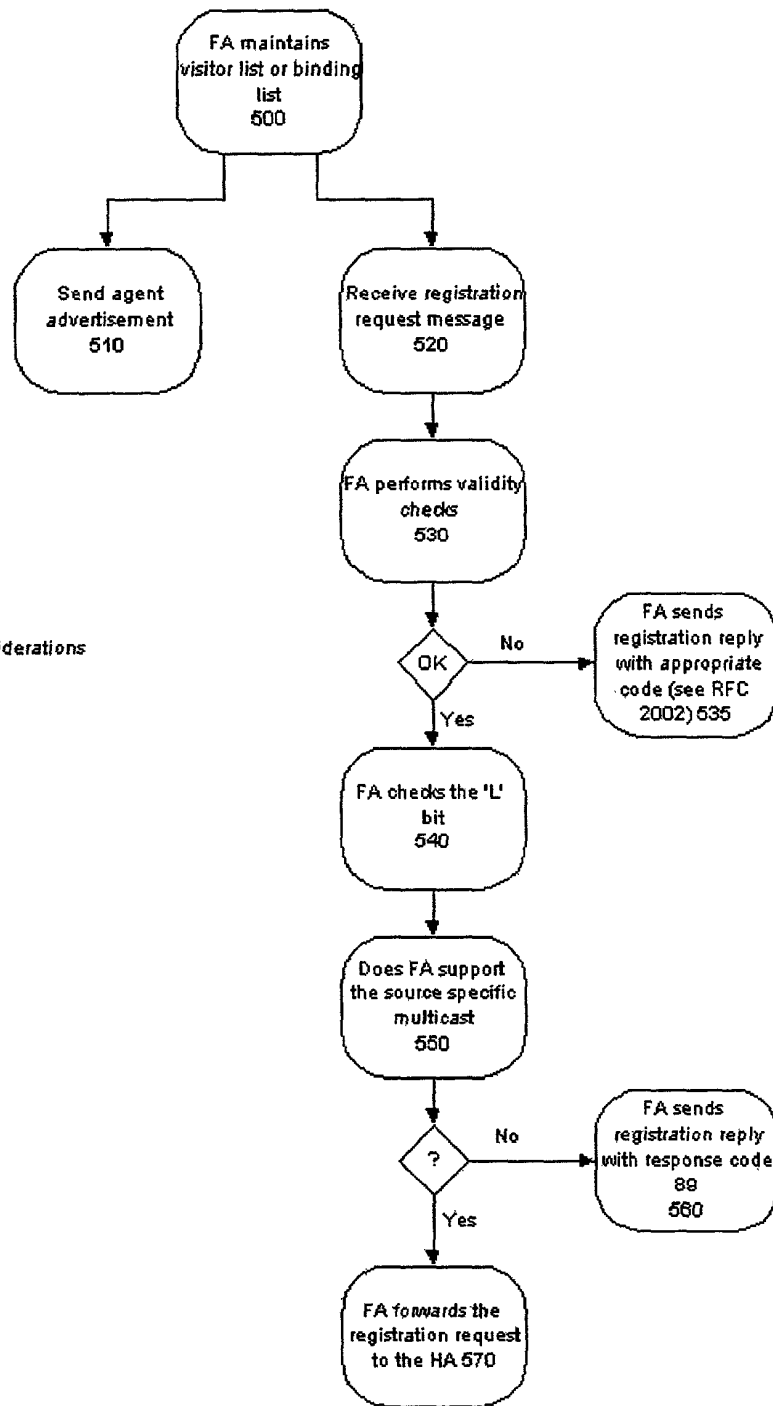 FA maintains
visitor list or binding
list
500
Send agent
advertisement
510
Receive registration
request message
520
FA performs validity
checks
530
OK
No
FA sends
registration reply
with appropriate
code (see RFC
2002) 535
derations
Yes
FA checks the 'L'
bit
540
Does FA support
the source specific
multicast
550
?
No
FA sends
registration reply
with response code
89
560
Yes
FA forwards the
registration request
to the HA 570